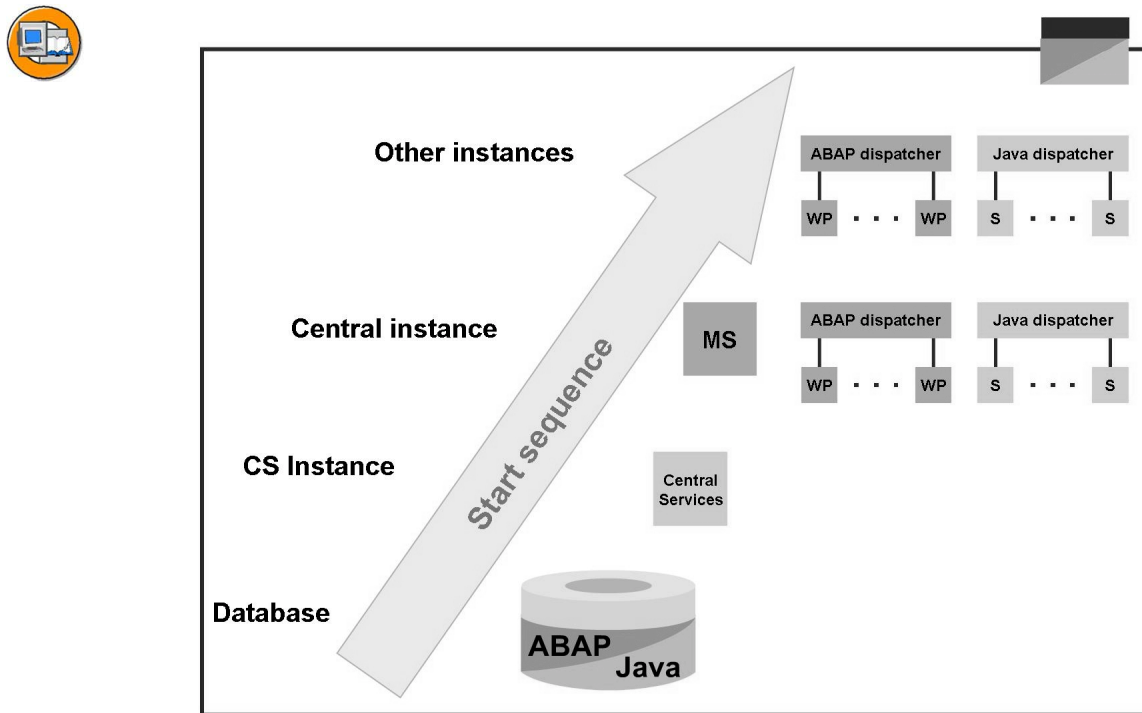 Other instances
ABAP dispatcher
Java dispatcher
WP . . . WP
S . . . S
Central instance
MS
ABAP dispatcher
Java dispatcher
WP . . . WP
S . . . S
Start sequence
CS Instance
Central
Services
Database
ABAP
Java